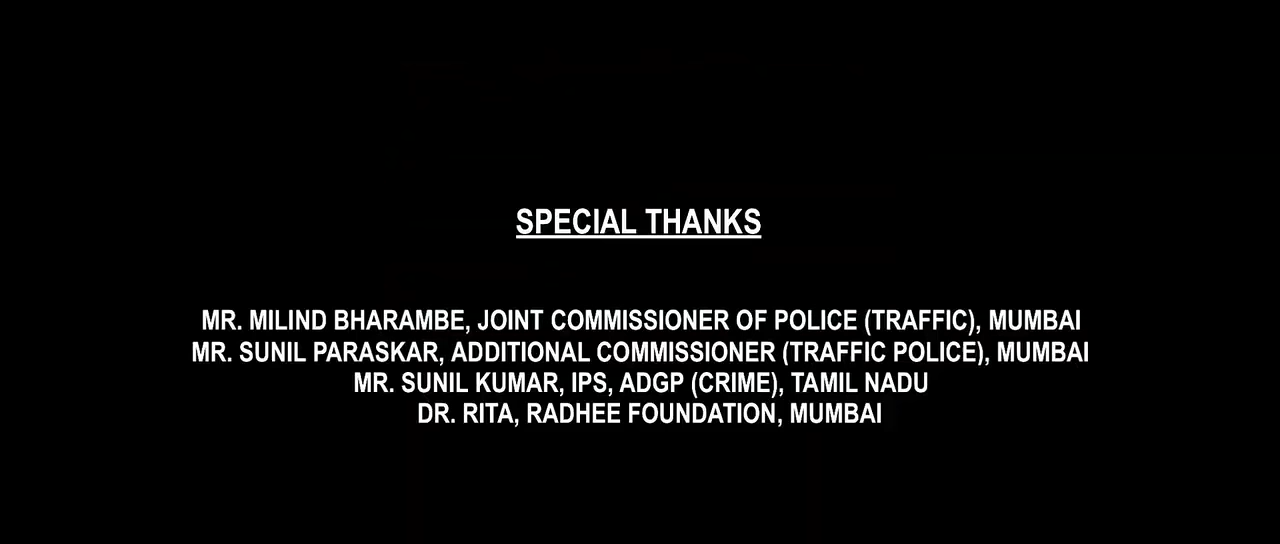 SPECIAL THANKS
MR. MILIND BHARAMBE, JOINT COMMISSIONER OF POLICE (TRAFFIC), MUMBAI
MR. SUNIL PARASKAR, ADDITIONAL COMMISSIONER (TRAFFIC POLICE), MUMBAI
MR. SUNIL KUMAR, IPS, ADGP (CRIME), TAMIL NADU
DR. RITA, RADHEE FOUNDATION, MUMBAI